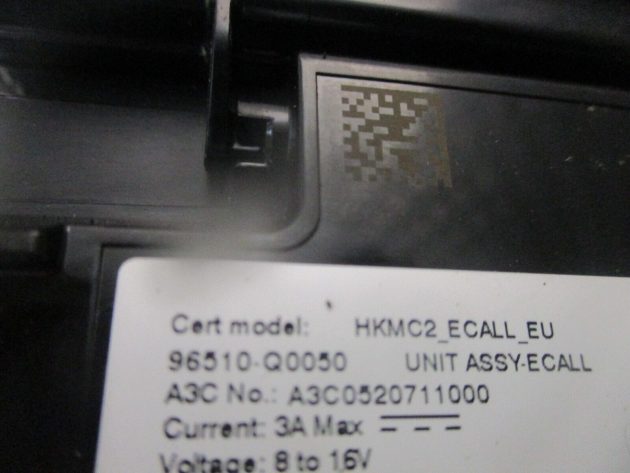 Cert model: HKMC2_ECALL_EU
96510-Q0050 UNIT ASSY-ECALL
A3C No.: A3C0520711000
Current: 3A Max
Voltage: 8 to 16V